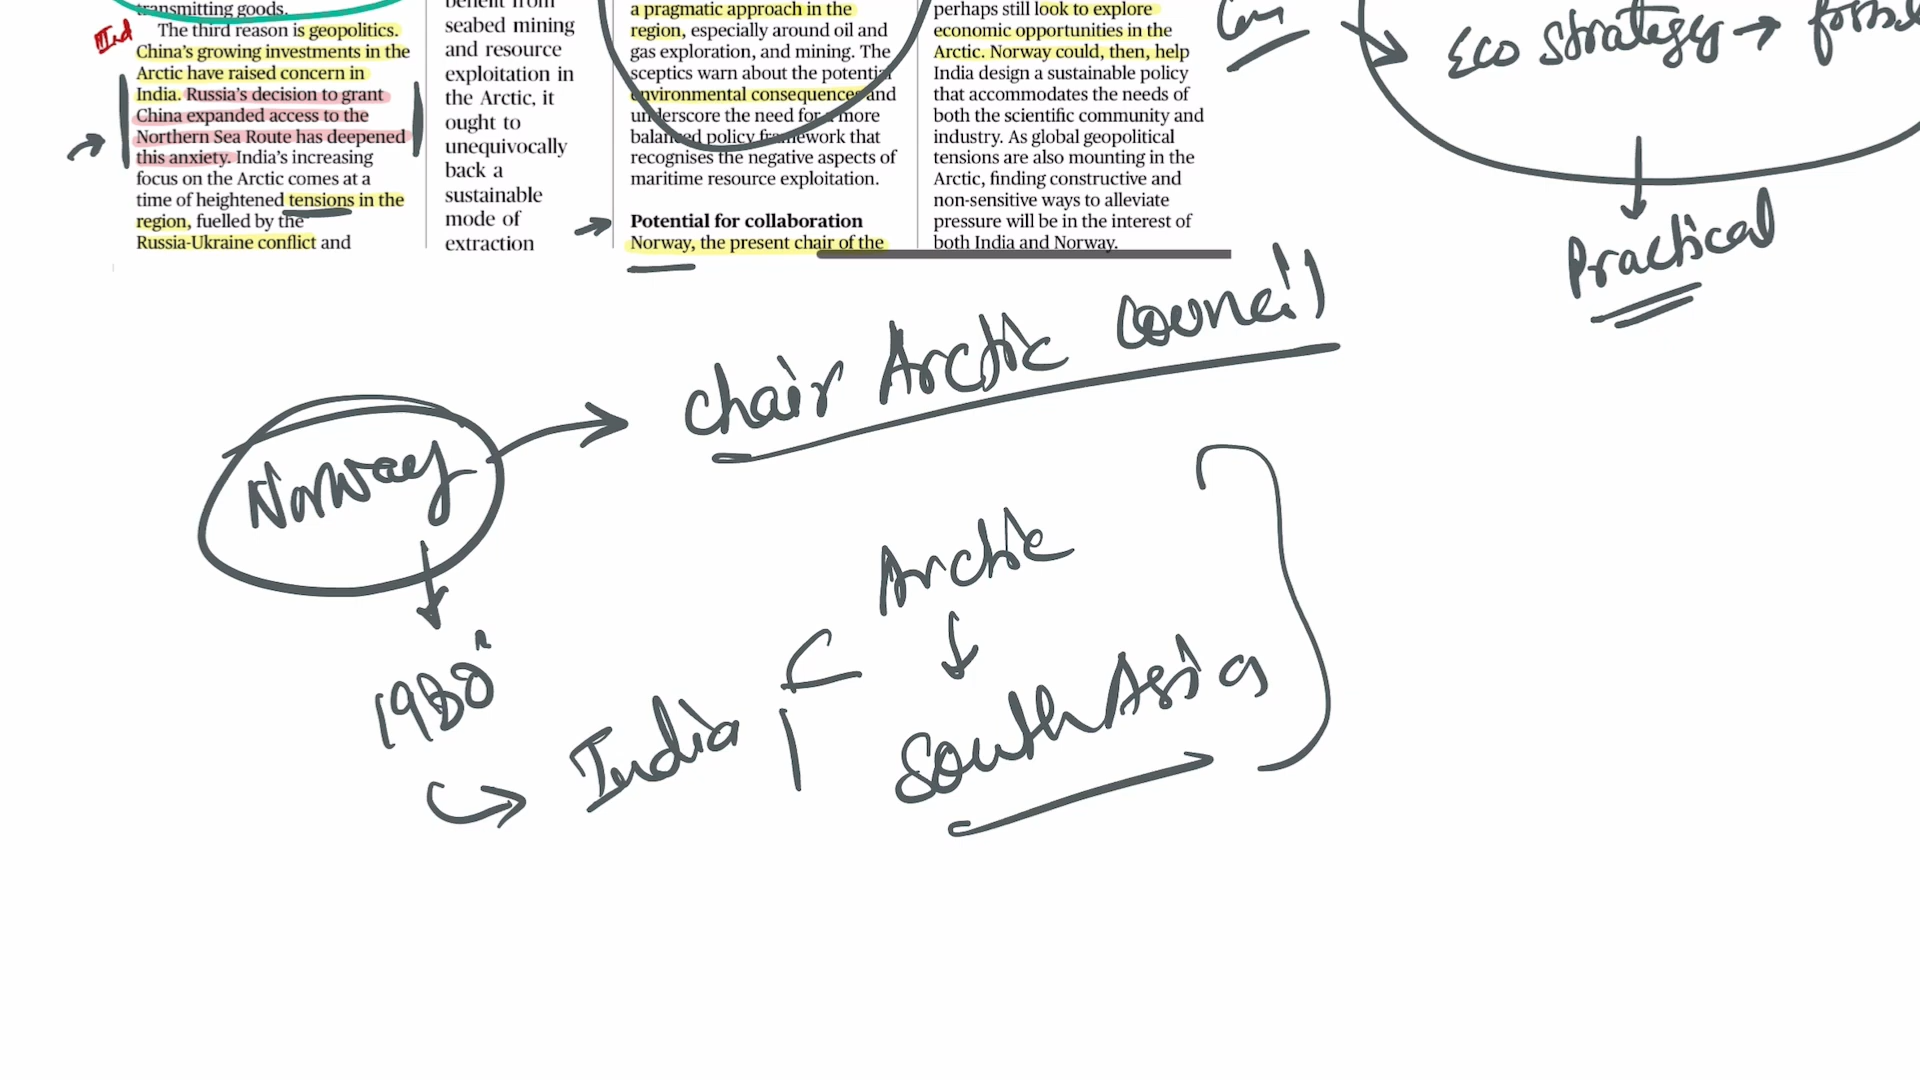 transmitting goods.
The third reason is geopolitics.
China's growing investments in the
Arctic have raised concern in
India. Russia's decision to grant
China expanded access to the
Northern Sea Route has deepened
this anxiety. India's increasing
focus on the Arctic comes at a
time of heightened tensions in the
region, fuelled by the
Russia-Ukraine conflict and
benefit from
seabed mining
and resource
exploitation in
the Arctic, it
ought to
unequivocally
back a
sustainable
mode of
extraction
a pragmatic approach in the
region, especially around oil and
gas exploration, and mining. The
sceptics warn about the potential
environmental consequences and
underscore the need for a more
balanced policy framework that
recognises the negative aspects of
maritime resource exploitation.
Potential for collaboration
Norway, the present chair of the
perhaps still look to explore
economic opportunities in the
Arctic. Norway could, then, help
India design a sustainable policy
that accommodates the needs of
both the scientific community and
industry. As global geopolitical
tensions are also mounting in the
Arctic, finding constructive and
non-sensitive ways to alleviate
pressure will be in the interest of
both India and Norway.
Eco strategy →
Practical
Norway
chair Arctic Council
1980s
India
Arctic
South Asia